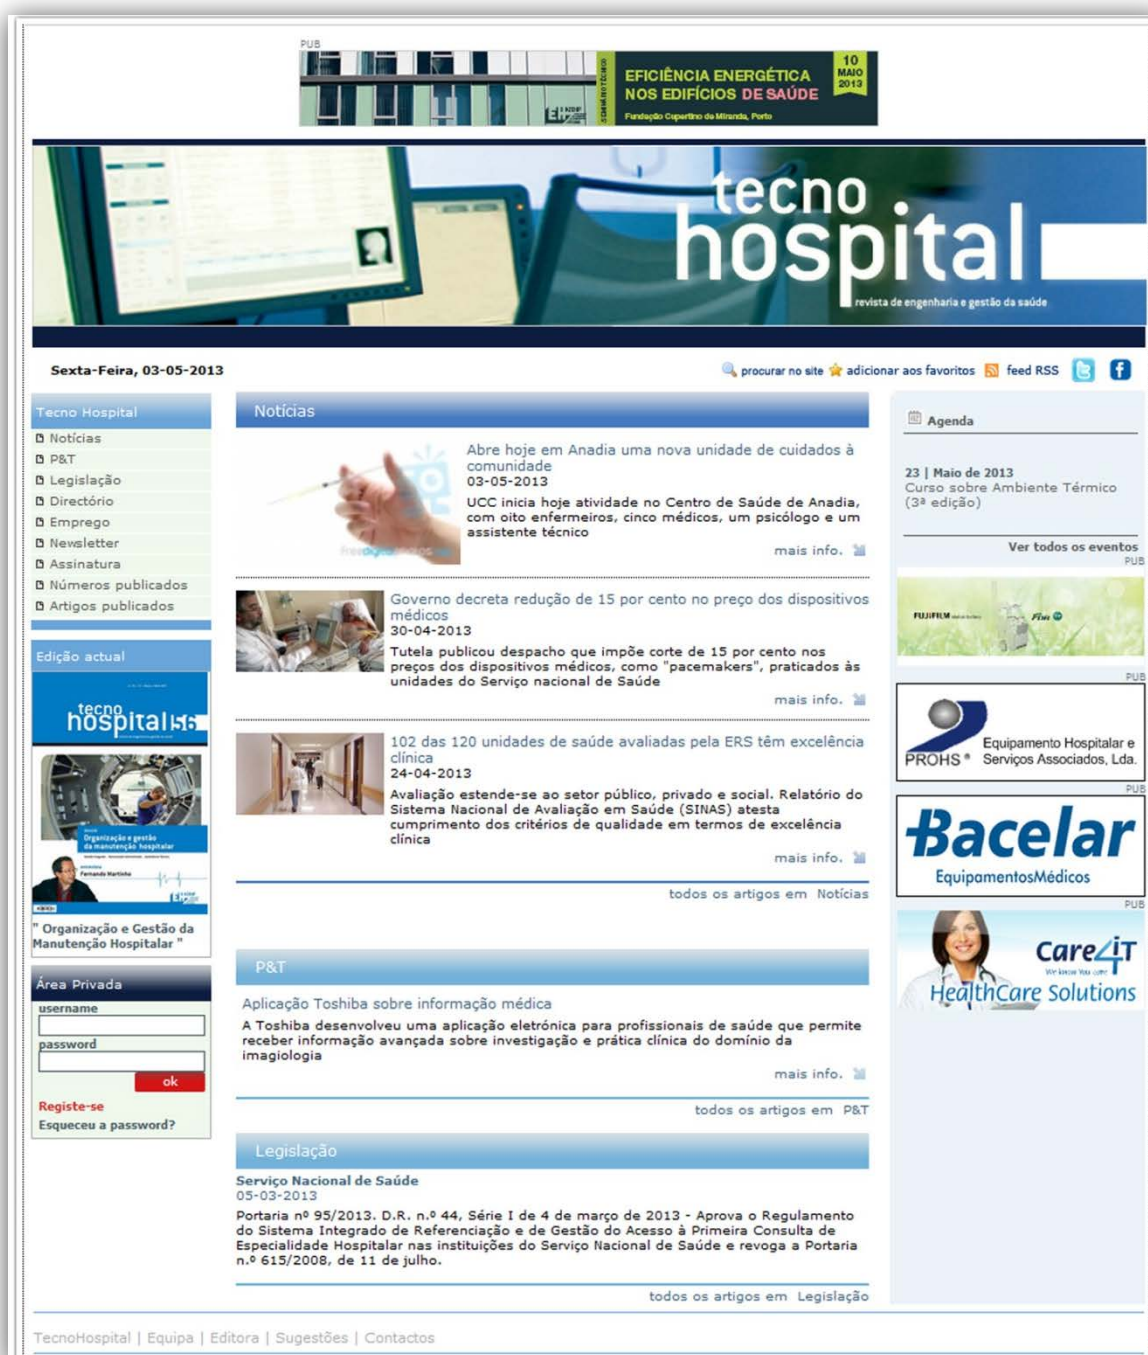 PUB
SEMINÁRIO TÉCNICO
EFICIÊNCIA ENERGÉTICA
NOS EDIFÍCIOS DE SAÚDE
Fundação Cupertino de Miranda, Porto
10
MAIO
2013
tecno
hospital
revista de engenharia e gestão da saúde
Sexta-Feira, 03-05-2013
procurar no site adicionar aos favoritos feed RSS
Tecno Hospital
Notícias
P&T
Legislação
Directório
Emprego
Newsletter
Assinatura
Números publicados
Artigos publicados
Edição actual
tecno
hospital 56
Organização e gestão
da manutenção hospitalar
Fernando Martinho
" Organização e Gestão da
Manutenção Hospitalar "
Área Privada
username
password
ok
Registe-se
Esqueceu a password?
Notícias
Abre hoje em Anadia uma nova unidade de cuidados à
comunidade
03-05-2013
UCC inicia hoje atividade no Centro de Saúde de Anadia,
com oito enfermeiros, cinco médicos, um psicólogo e um
assistente técnico
mais info.
Governo decreta redução de 15 por cento no preço dos dispositivos
médicos
30-04-2013
Tutela publicou despacho que impõe corte de 15 por cento nos
preços dos dispositivos médicos, como "pacemakers", praticados às
unidades do Serviço nacional de Saúde
mais info.
102 das 120 unidades de saúde avaliadas pela ERS têm excelência
clínica
24-04-2013
Avaliação estende-se ao setor público, privado e social. Relatório do
Sistema Nacional de Avaliação em Saúde (SINAS) atesta
cumprimento dos critérios de qualidade em termos de excelência
clínica
mais info.
todos os artigos em Notícias
P&T
Aplicação Toshiba sobre informação médica
A Toshiba desenvolveu uma aplicação eletrónica para profissionais de saúde que permite
receber informação avançada sobre investigação e prática clínica do domínio da
imagiologia
mais info.
todos os artigos em P&T
Legislação
Serviço Nacional de Saúde
05-03-2013
Portaria nº 95/2013. D.R. n.º 44, Série I de 4 de março de 2013 - Aprova o Regulamento
do Sistema Integrado de Referenciação e de Gestão do Acesso à Primeira Consulta de
Especialidade Hospitalar nas instituições do Serviço Nacional de Saúde e revoga a Portaria
n.º 615/2008, de 11 de julho.
todos os artigos em Legislação
Agenda
23 | Maio de 2013
Curso sobre Ambiente Térmico
(3ª edição)
Ver todos os eventos
PUB
FUJIFILM
PUB
PROHS ®
Equipamento Hospitalar e
Serviços Associados, Lda.
PUB
Bacelar
EquipamentosMédicos
PUB
Care4iT
We know You care
HealthCare Solutions
TecnoHospital | Equipa | Editora | Sugestões | Contactos